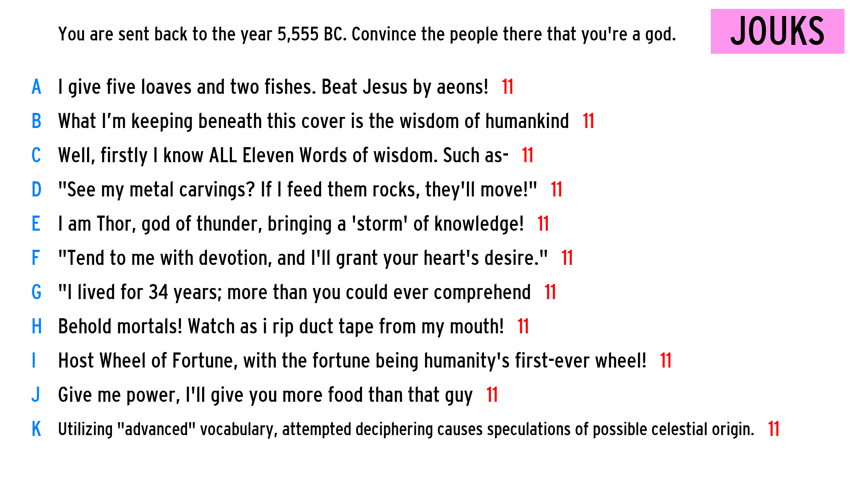 You are sent back to the year 5,555 BC. Convince the people there that you're a god.
JOUKS
A I give five loaves and two fishes. Beat Jesus by aeons! 11
B What I’m keeping beneath this cover is the wisdom of humankind 11
C Well, firstly I know ALL Eleven Words of wisdom. Such as- 11
D "See my metal carvings? If I feed them rocks, they'll move!" 11
E I am Thor, god of thunder, bringing a 'storm' of knowledge! 11
F "Tend to me with devotion, and I'll grant your heart's desire." 11
G "I lived for 34 years; more than you could ever comprehend 11
H Behold mortals! Watch as i rip duct tape from my mouth! 11
I Host Wheel of Fortune, with the fortune being humanity's first-ever wheel! 11
J Give me power, I'll give you more food than that guy 11
K Utilizing "advanced" vocabulary, attempted deciphering causes speculations of possible celestial origin. 11